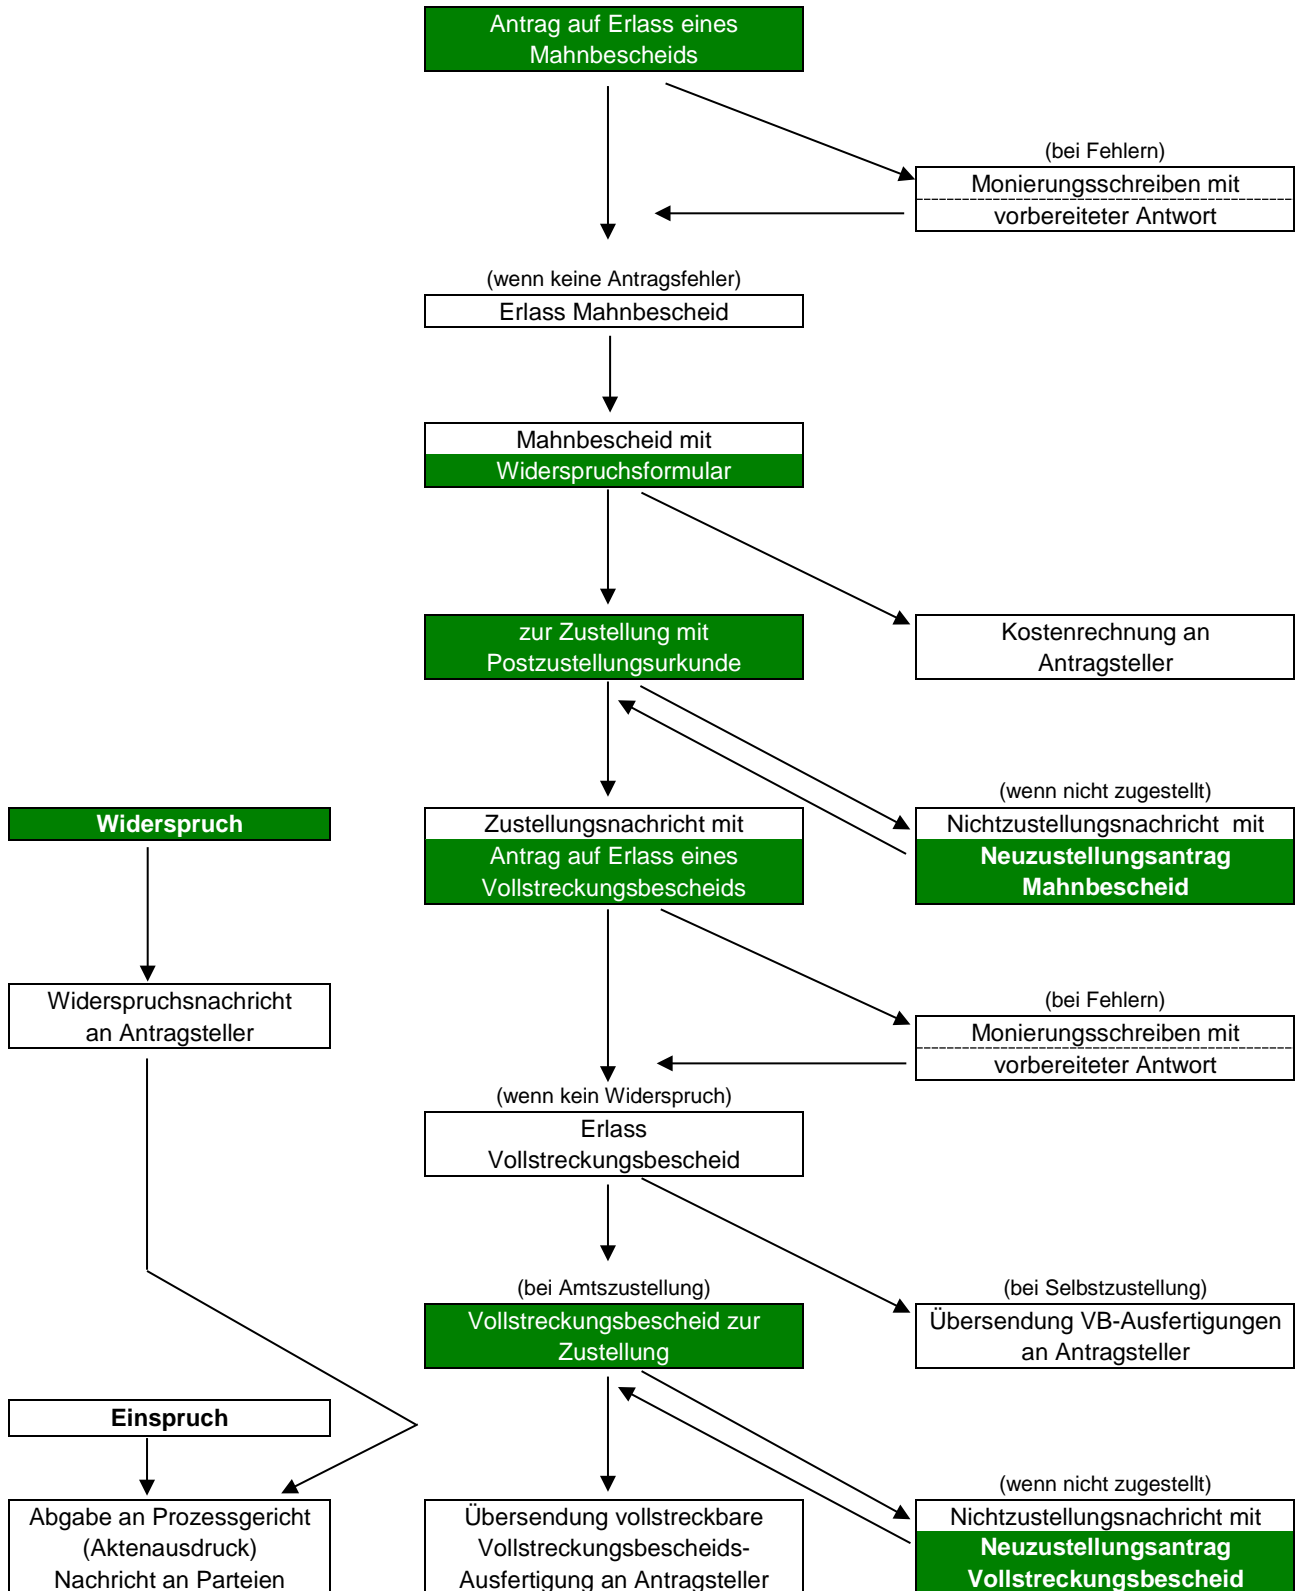 Antrag auf Erlass eines
Mahnbescheids
(bei Fehlern)
Monierungsschreiben mit
vorbereiteter Antwort
(wenn keine Antragsfehler)
Erlass Mahnbescheid
Mahnbescheid mit
Widerspruchsformular
zur Zustellung mit
Postzustellungsurkunde
Kostenrechnung an
Antragsteller
Widerspruch
Zustellungsnachricht mit
Antrag auf Erlass eines
Vollstreckungsbescheids
(wenn nicht zugestellt)
Nichtzustellungsnachricht mit
Neuzustellungsantrag
Mahnbescheid
Widerspruchsnachricht
an Antragsteller
(bei Fehlern)
Monierungsschreiben mit
vorbereiteter Antwort
(wenn kein Widerspruch)
Erlass
Vollstreckungsbescheid
(bei Amtszustellung)
Vollstreckungsbescheid zur
Zustellung
(bei Selbstzustellung)
Übersendung VB-Ausfertigungen
an Antragsteller
Einspruch
Abgabe an Prozessgericht
(Aktenausdruck)
Nachricht an Parteien
Übersendung vollstreckbare
Vollstreckungsbescheids-
Ausfertigung an Antragsteller
(wenn nicht zugestellt)
Nichtzustellungsnachricht mit
Neuzustellungsantrag
Vollstreckungsbescheid